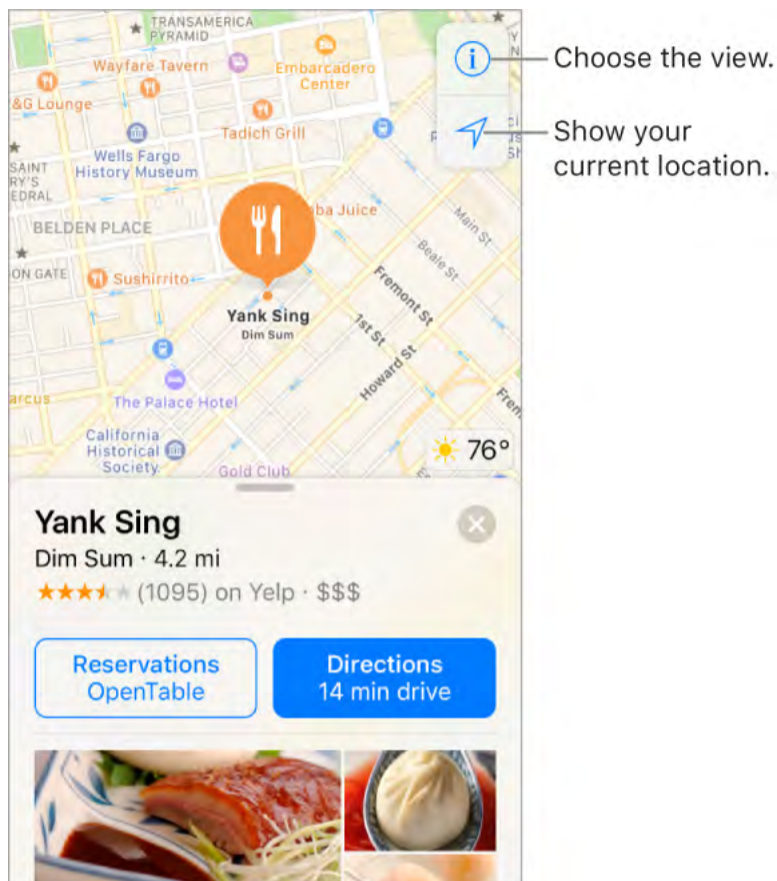 TRANSAMERICA
PYRAMID
Wayfare Tavern
Embarcadero
Center
&G Lounge
Tadich Grill
Wells Fargo
History Museum
SAINT
RY'S
EDRAL
ba Juice
BELDEN PLACE
Main St
Beale St
ON GATE
Sushirrito
Fremont St
Yank Sing
Dim Sum
1st St
Howard St
The Palace Hotel
arcus
Frem
California
Historical
Society
Gold Club
76°
Choose the view.
Show your
current location.
Yank Sing
Dim Sum · 4.2 mi
(1095) on Yelp · $$$
Reservations
OpenTable
Directions
14 min drive